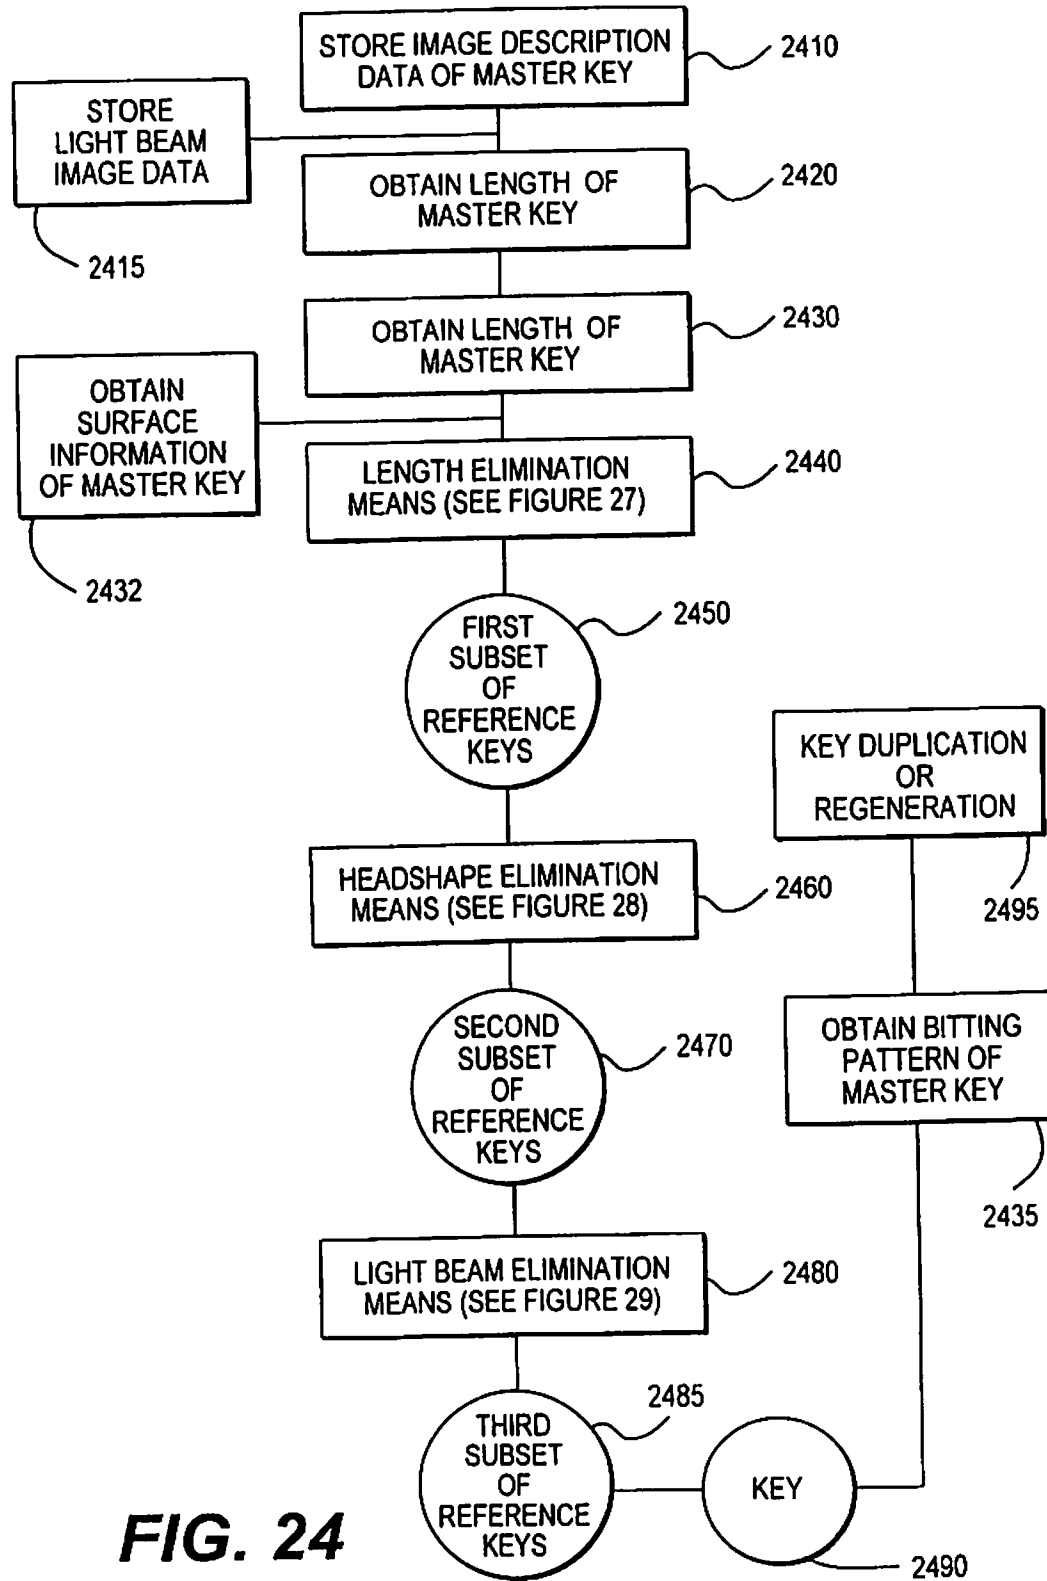 STORE IMAGE DESCRIPTION
DATA OF MASTER KEY
2410
STORE
LIGHT BEAM
IMAGE DATA
2415
OBTAIN LENGTH OF
MASTER KEY
2420
OBTAIN LENGTH OF
MASTER KEY
2430
OBTAIN
SURFACE
INFORMATION
OF MASTER KEY
2432
LENGTH ELIMINATION
MEANS (SEE FIGURE 27)
2440
FIRST
SUBSET
OF
REFERENCE
KEYS
2450
HEADSHAPE ELIMINATION
MEANS (SEE FIGURE 28)
2460
SECOND
SUBSET
OF
REFERENCE
KEYS
2470
LIGHT BEAM ELIMINATION
MEANS (SEE FIGURE 29)
2480
THIRD
SUBSET
OF
REFERENCE
KEYS
2485
KEY
2490
OBTAIN BITTING
PATTERN OF
MASTER KEY
2435
KEY DUPLICATION
OR
REGENERATION
2495
FIG. 24